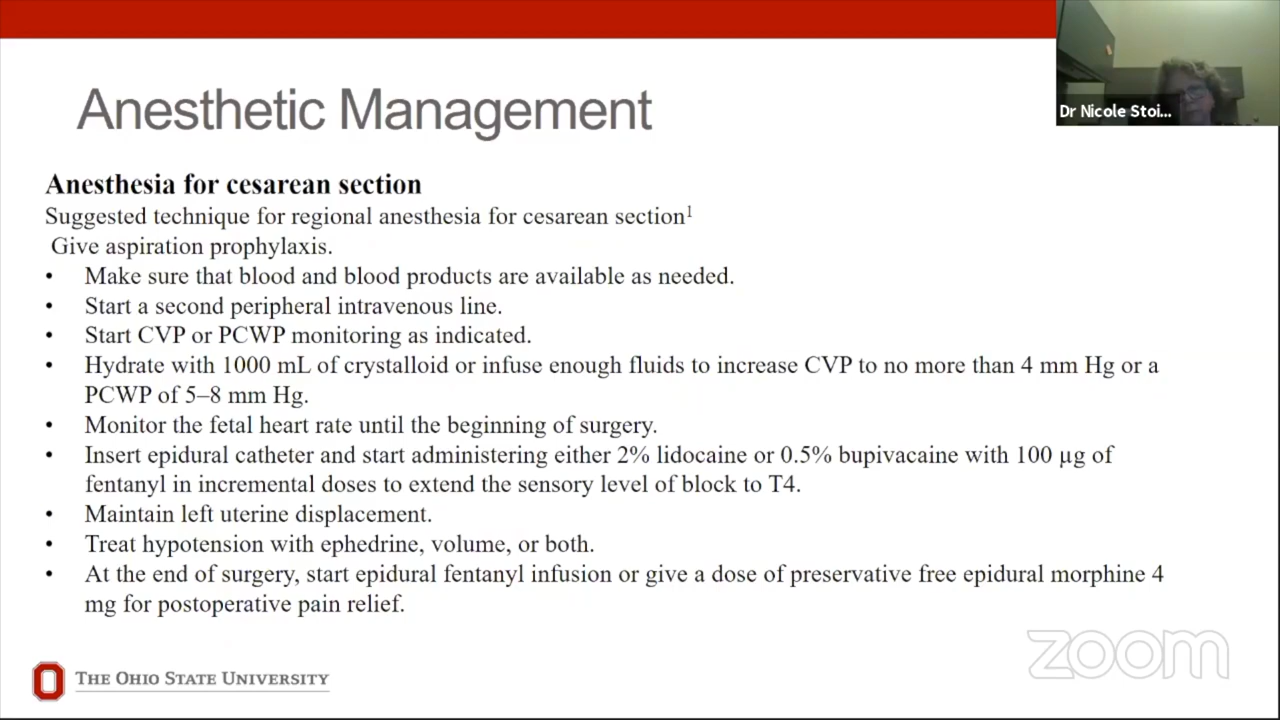 Dr Nicole Stoi...
Anesthetic Management
Anesthesia for cesarean section
Suggested technique for regional anesthesia for cesarean section¹
Give aspiration prophylaxis.
• Make sure that blood and blood products are available as needed.
• Start a second peripheral intravenous line.
• Start CVP or PCWP monitoring as indicated.
• Hydrate with 1000 mL of crystalloid or infuse enough fluids to increase CVP to no more than 4 mm Hg or a
PCWP of 5–8 mm Hg.
• Monitor the fetal heart rate until the beginning of surgery.
• Insert epidural catheter and start administering either 2% lidocaine or 0.5% bupivacaine with 100 µg of
fentanyl in incremental doses to extend the sensory level of block to T4.
• Maintain left uterine displacement.
• Treat hypotension with ephedrine, volume, or both.
• At the end of surgery, start epidural fentanyl infusion or give a dose of preservative free epidural morphine 4
mg for postoperative pain relief.
THE OHIO STATE UNIVERSITY
zoom